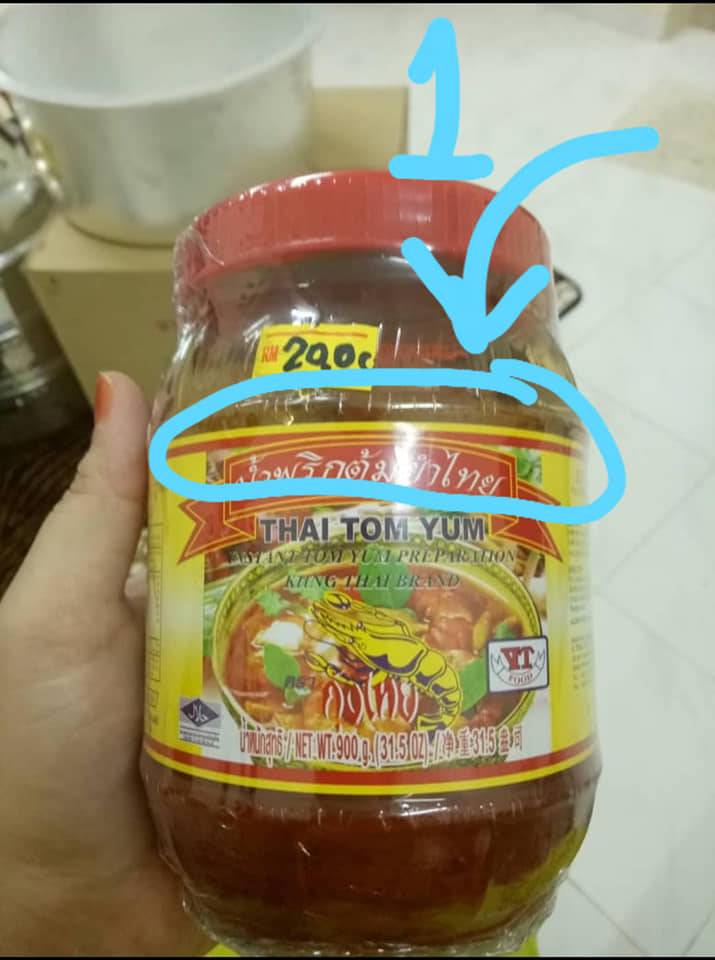 1
RM 20.00
น้ำพริกต้มยำไทย
THAI TOM YUM
INSTANT TOM YUM PREPARATION
KUNG THAI BRAND
YT
FOOD
ตรา
กุ้งไทย
น้ำหนักสุทธิ / NET WT. 900 g. (31.5 OZ). / 净重31.5 盎司